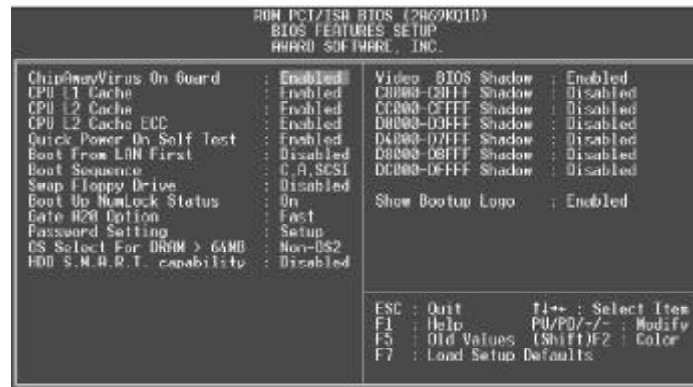 ROM PCI/ISA BIOS (2A69KQ1D)
BIOS FEATURES SETUP
AWARD SOFTWARE, INC.
ChipAwayVirus On Guard : Enabled
CPU L1 Cache : Enabled
CPU L2 Cache : Enabled
CPU L2 Cache ECC : Enabled
Quick Power On Self Test : Enabled
Boot From LAN First : Disabled
Boot Sequence : C,A,SCSI
Swap Floppy Drive : Disabled
Boot Up NumLock Status : On
Gate A20 Option : Fast
Password Setting : Setup
OS Select For DRAM > 64MB : Non-OS2
HDD S.M.A.R.T. capability : Disabled
Video BIOS Shadow : Enabled
C8000-CBFFF Shadow : Disabled
CC000-CFFFF Shadow : Disabled
D0000-D3FFF Shadow : Disabled
D4000-D7FFF Shadow : Disabled
D8000-DBFFF Shadow : Disabled
DC000-DFFFF Shadow : Disabled
Show Bootup Logo : Enabled
ESC : Quit ↑↓→← : Select Item
F1 : Help PU/PD/+/- : Modify
F5 : Old Values (Shift)F2 : Color
F7 : Load Setup Defaults